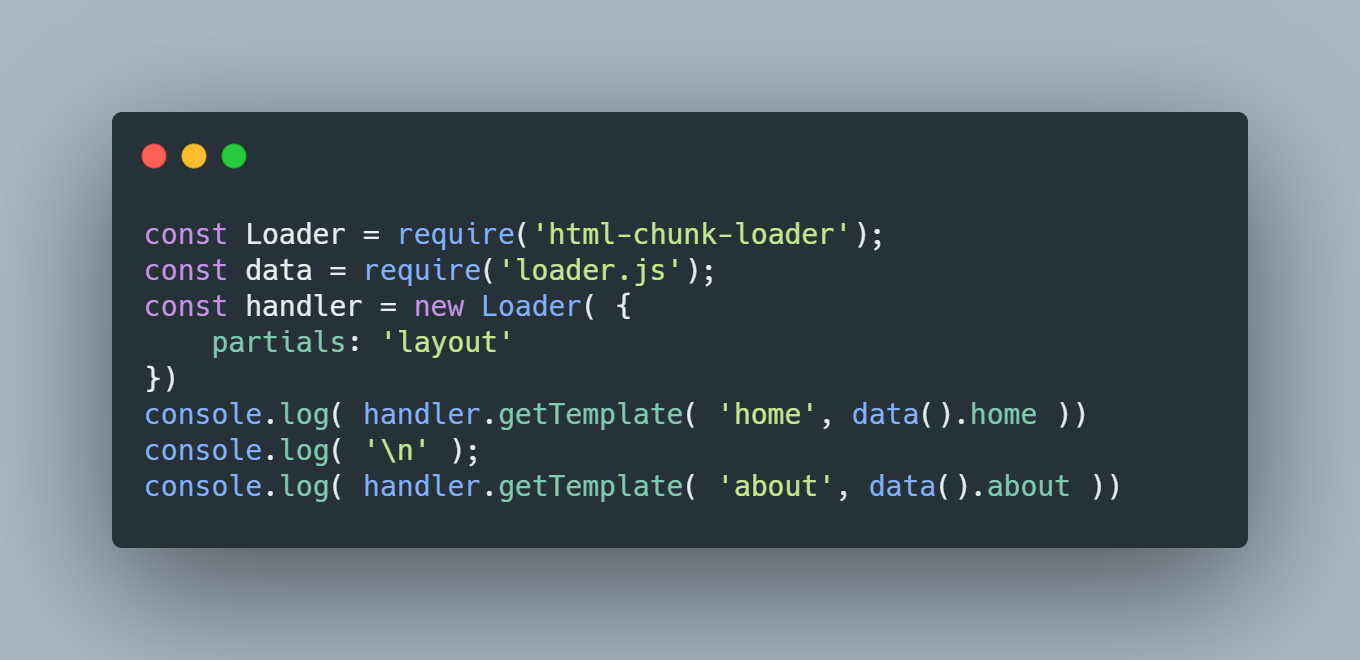 const Loader = require('html-chunk-loader');
const data = require('loader.js');
const handler = new Loader( {
    partials: 'layout'
})
console.log( handler.getTemplate( 'home', data().home ))
console.log( '\n' );
console.log( handler.getTemplate( 'about', data().about ))